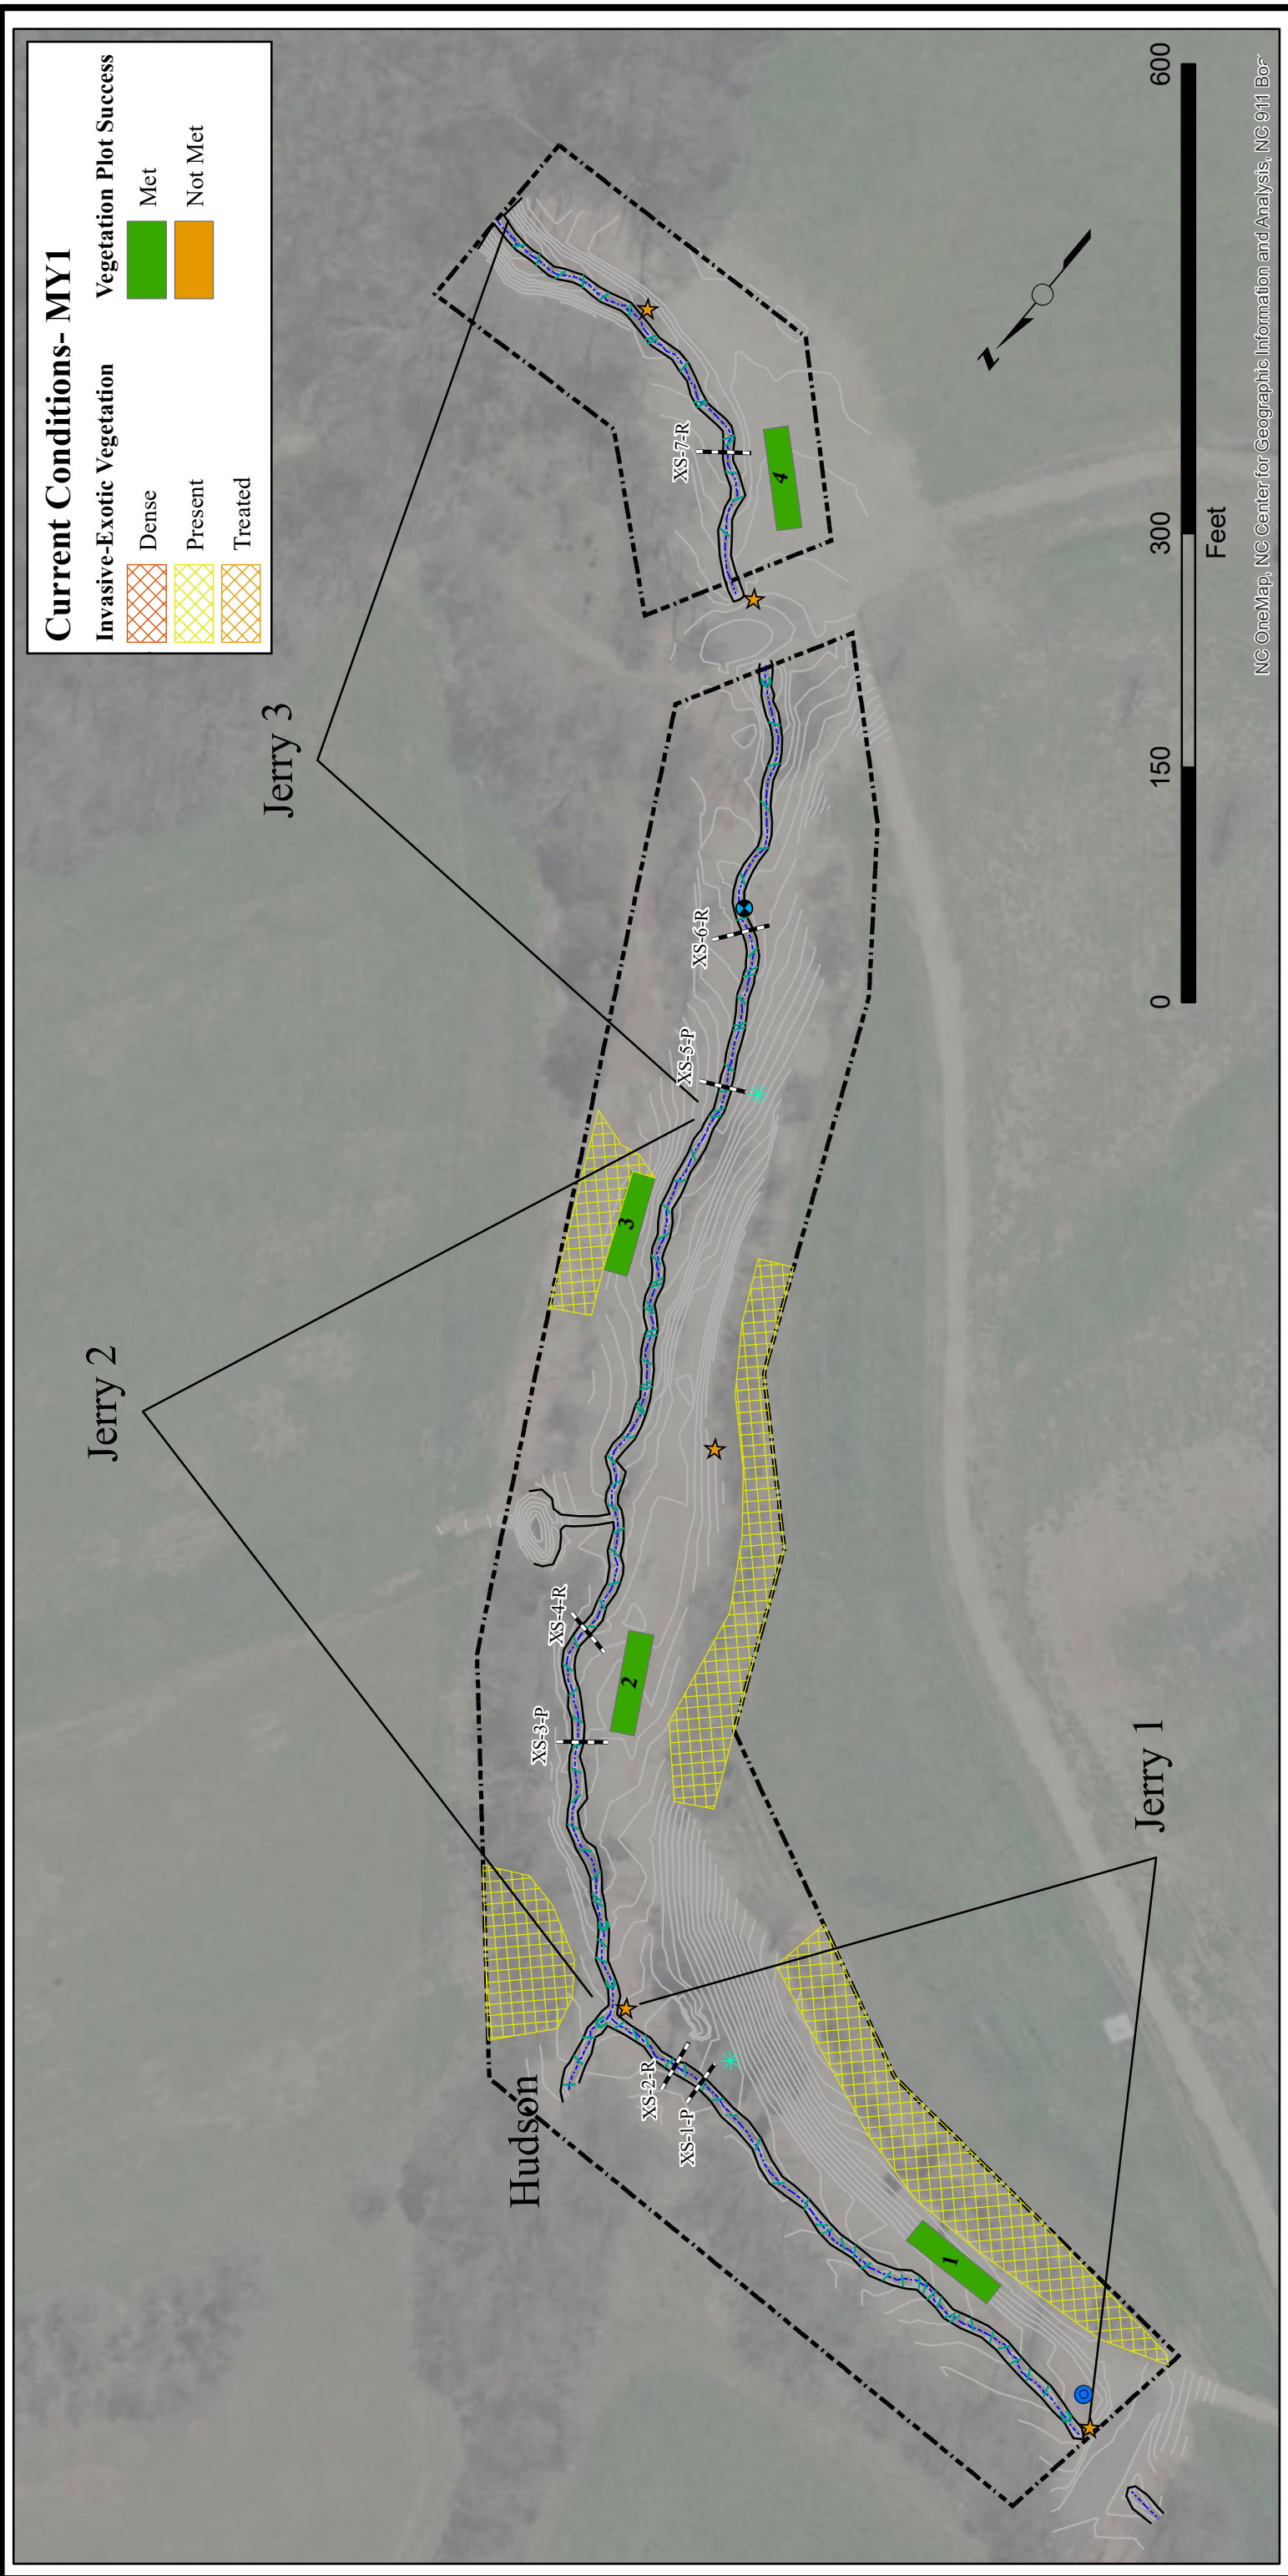 Current Conditions- MY1
Invasive-Exotic Vegetation
Dense
Present
Treated
Vegetation Plot Success
Met
Not Met
Hudson
Jerry 1
Jerry 2
Jerry 3
XS-1-P
XS-2-R
XS-3-P
XS-4-R
XS-5-P
XS-6-R
XS-7-R
1
2
3
4
N
0 150 300 600
Feet
NC OneMap, NC Center for Geographic Information and Analysis, NC 911